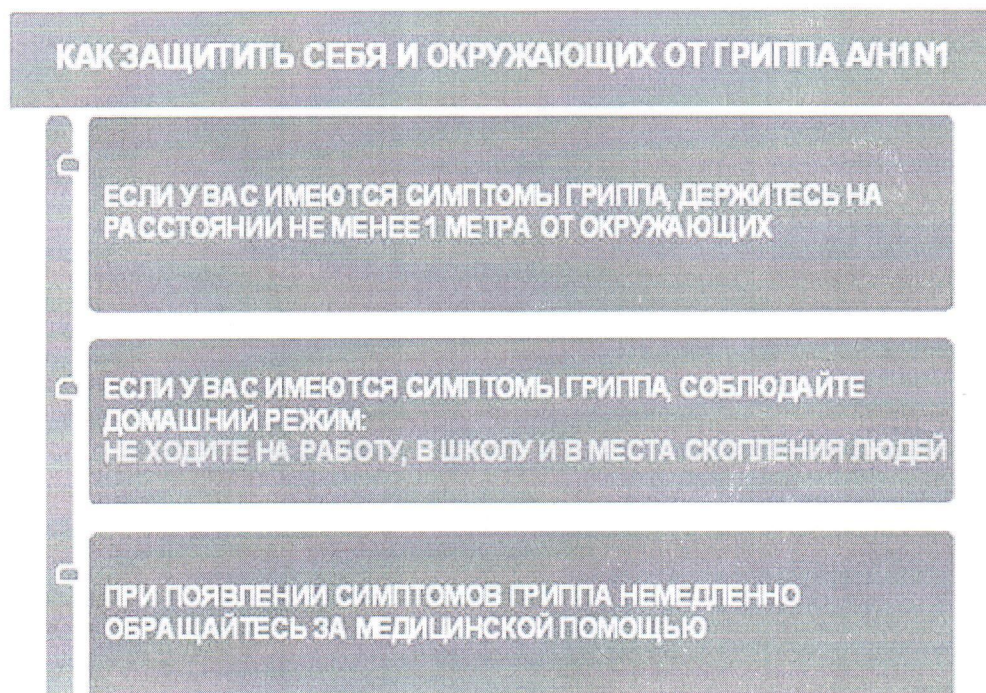 КАК ЗАЩИТИТЬ СЕБЯ И ОКРУЖАЮЩИХ ОТ ГРИППА A/H1N1
ЕСЛИ У ВАС ИМЕЮТСЯ СИМПТОМЫ ГРИППА, ДЕРЖИТЕСЬ НА
РАССТОЯНИИ НЕ МЕНЕЕ 1 МЕТРА ОТ ОКРУЖАЮЩИХ
ЕСЛИ У ВАС ИМЕЮТСЯ СИМПТОМЫ ГРИППА, СОБЛЮДАЙТЕ
ДОМАШНИЙ РЕЖИМ:
НЕ ХОДИТЕ НА РАБОТУ, В ШКОЛУ И В МЕСТА СКОПЛЕНИЯ ЛЮДЕЙ
ПРИ ПОЯВЛЕНИИ СИМПТОМОВ ГРИППА НЕМЕДЛЕННО
ОБРАЩАЙТЕСЬ ЗА МЕДИЦИНСКОЙ ПОМОЩЬЮ